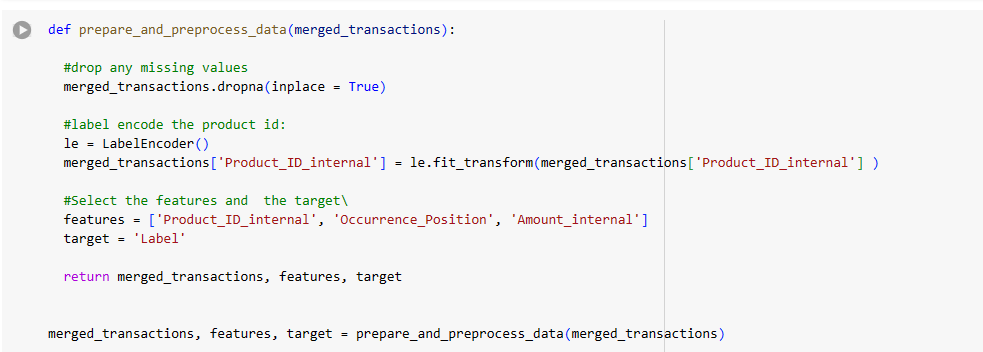 def prepare_and_preprocess_data(merged_transactions):
#drop any missing values
merged_transactions.dropna(inplace = True)
#label encode the product id:
le = LabelEncoder()
merged_transactions['Product_ID_internal'] = le.fit_transform(merged_transactions['Product_ID_internal'] )
#Select the features and  the target\
features = ['Product_ID_internal', 'Occurrence_Position', 'Amount_internal']
target = 'Label'
return merged_transactions, features, target
merged_transactions, features, target = prepare_and_preprocess_data(merged_transactions)